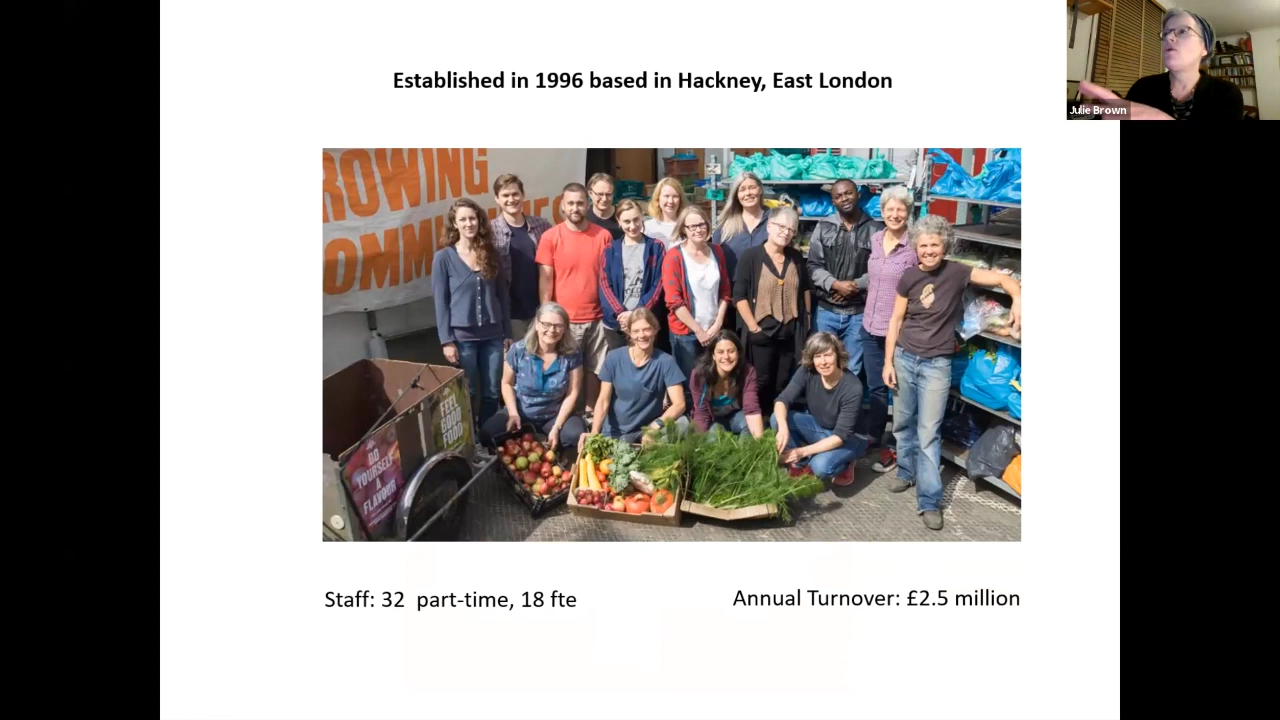 Established in 1996 based in Hackney, East London
Julie Brown
ROWING
OMM
FEEL
GOOD
FOOD
DO
YOURSELF
A
FLAVOUR
Staff: 32 part-time, 18 fte
Annual Turnover: £2.5 million